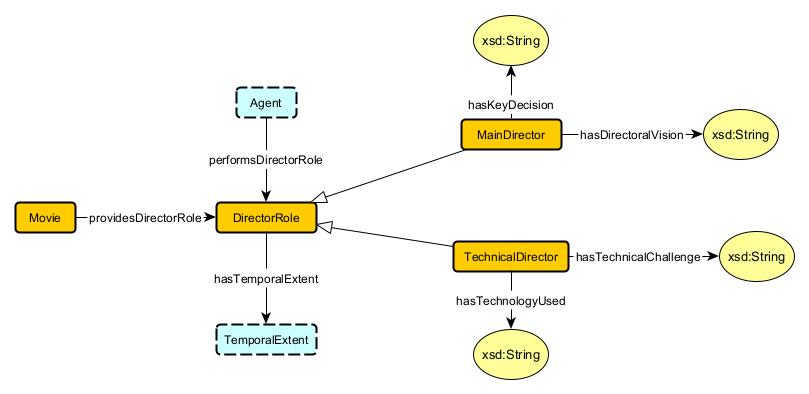 xsd:String
Agent
hasKeyDecision
MainDirector
hasDirectoralVision
xsd:String
performsDirectorRole
Movie
providesDirectorRole
DirectorRole
TechnicalDirector
hasTechnicalChallenge
xsd:String
hasTemporalExtent
hasTechnologyUsed
TemporalExtent
xsd:String